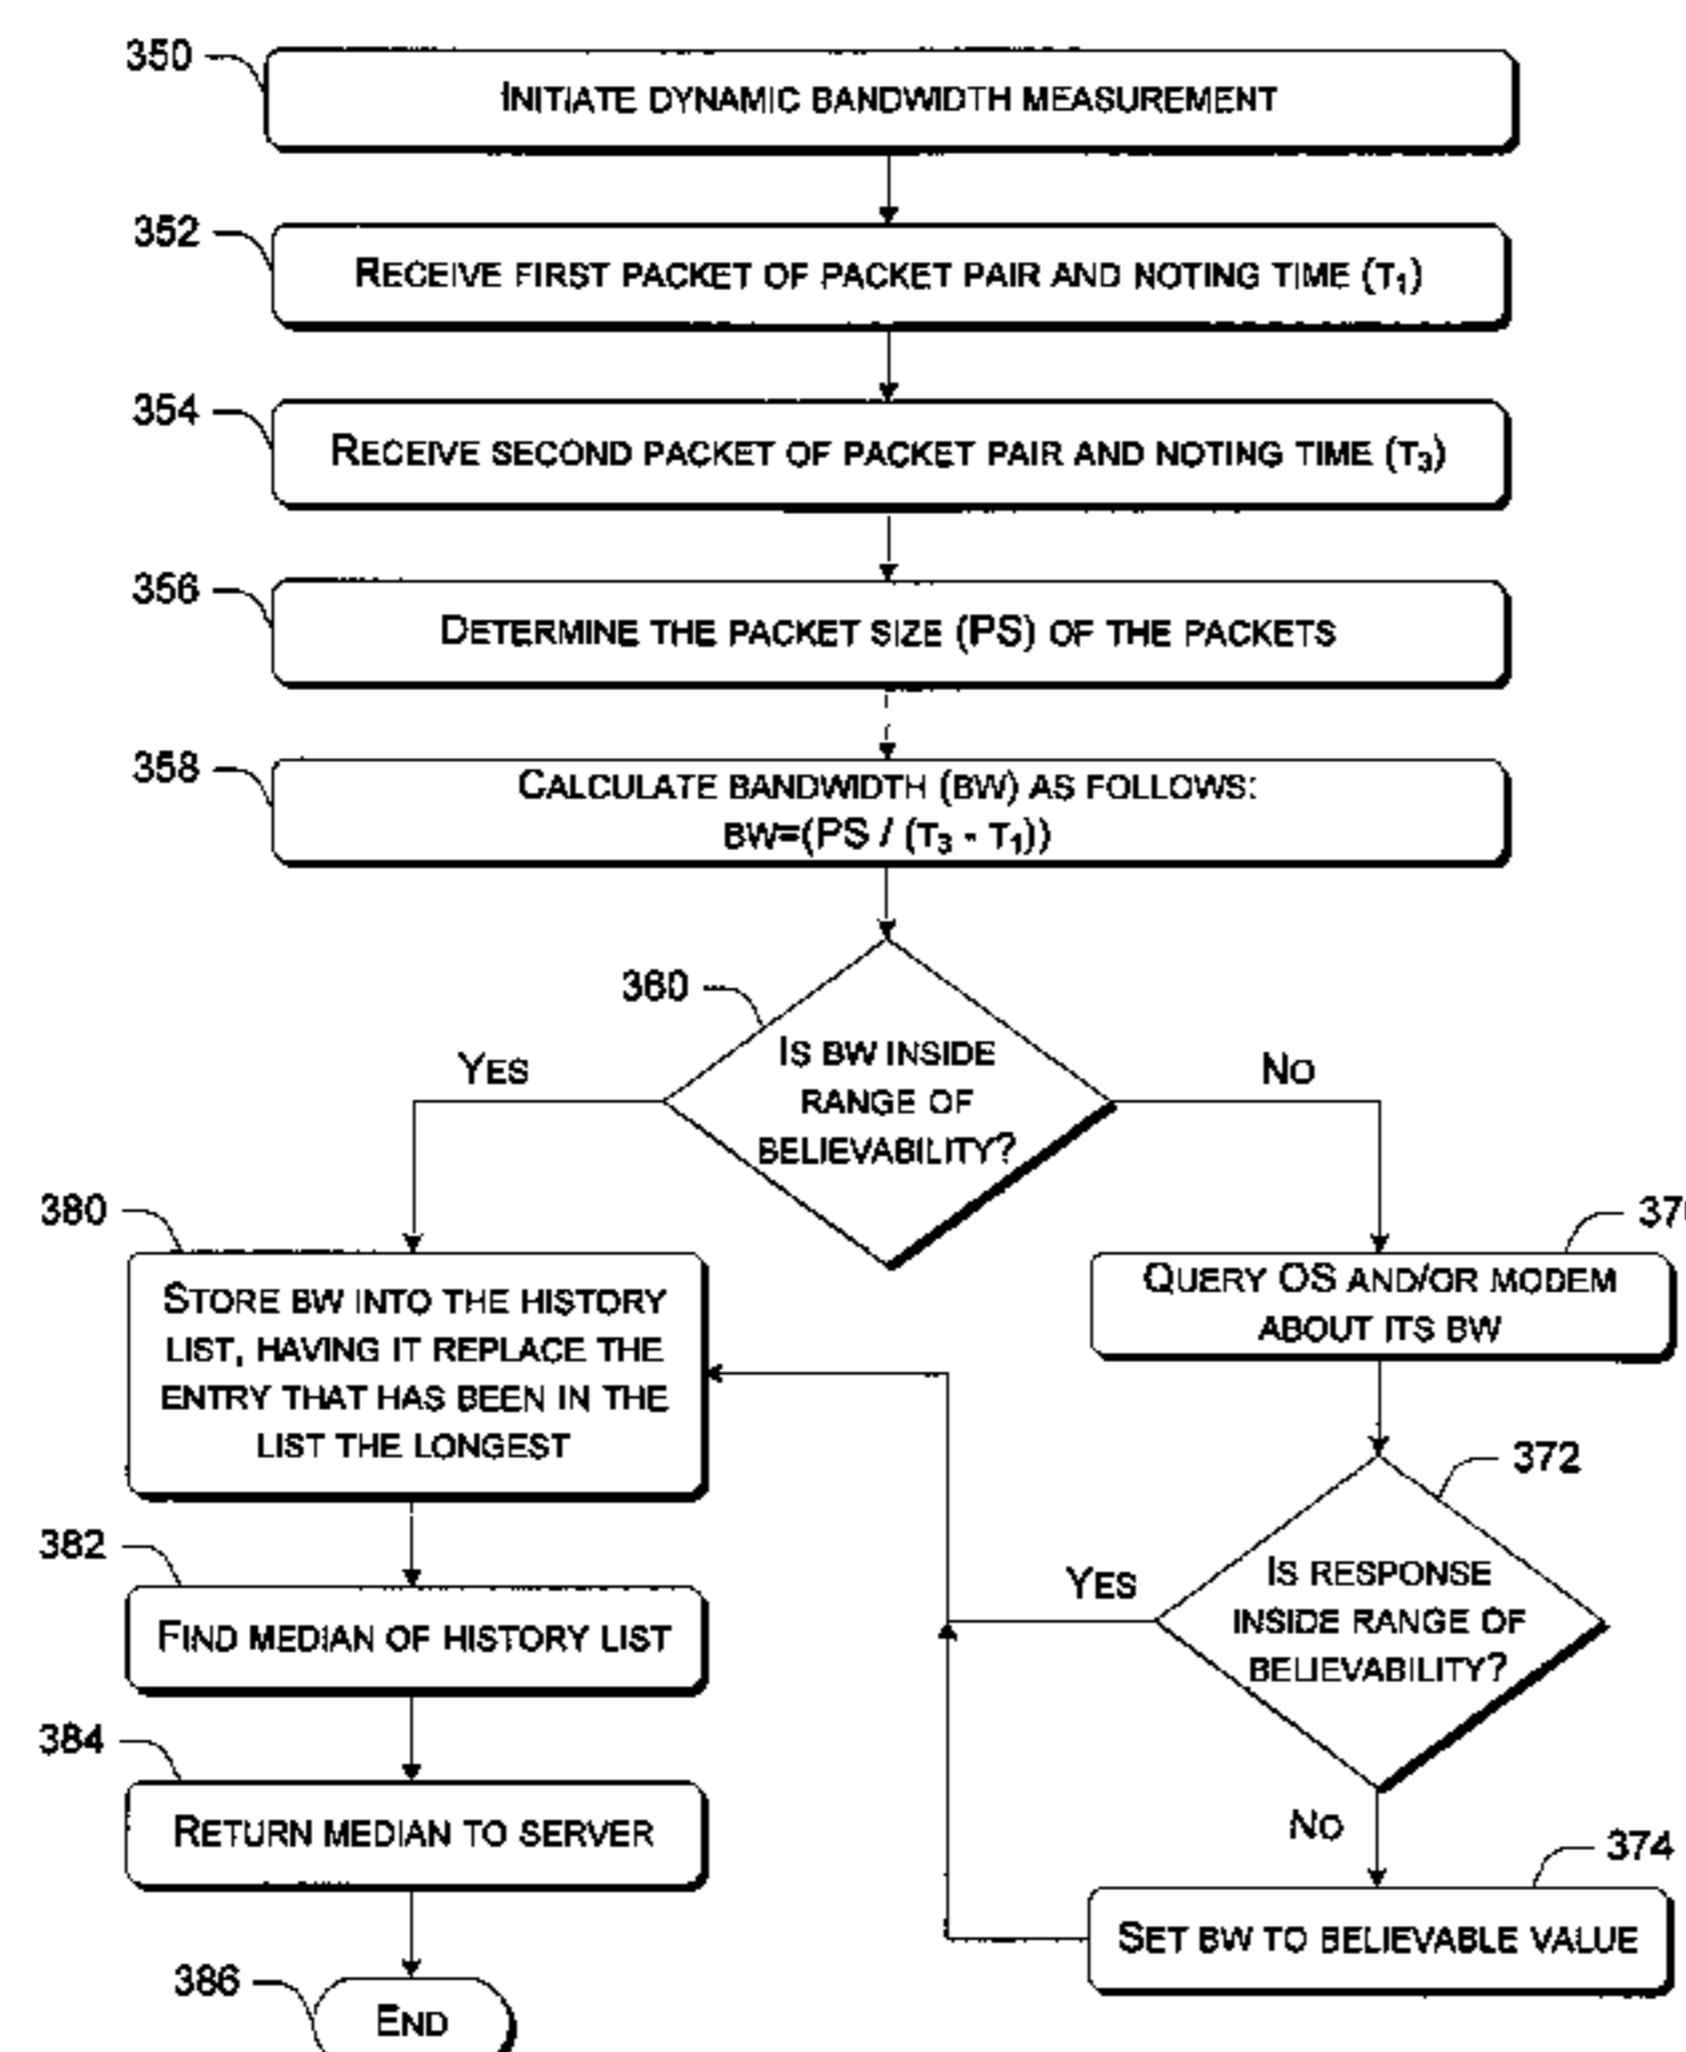 350
INITIATE DYNAMIC BANDWIDTH MEASUREMENT
352
RECEIVE FIRST PACKET OF PACKET PAIR AND NOTING TIME (T1)
354
RECEIVE SECOND PACKET OF PACKET PAIR AND NOTING TIME (T3)
356
DETERMINE THE PACKET SIZE (PS) OF THE PACKETS
358
CALCULATE BANDWIDTH (BW) AS FOLLOWS:
BW=(PS / (T3 - T1))
360
IS BW INSIDE
RANGE OF
BELIEVABILITY?
YES
NO
380
STORE BW INTO THE HISTORY
LIST, HAVING IT REPLACE THE
ENTRY THAT HAS BEEN IN THE
LIST THE LONGEST
370
QUERY OS AND/OR MODEM
ABOUT ITS BW
372
IS RESPONSE
INSIDE RANGE OF
BELIEVABILITY?
YES
NO
382
FIND MEDIAN OF HISTORY LIST
384
RETURN MEDIAN TO SERVER
374
SET BW TO BELIEVABLE VALUE
386
END